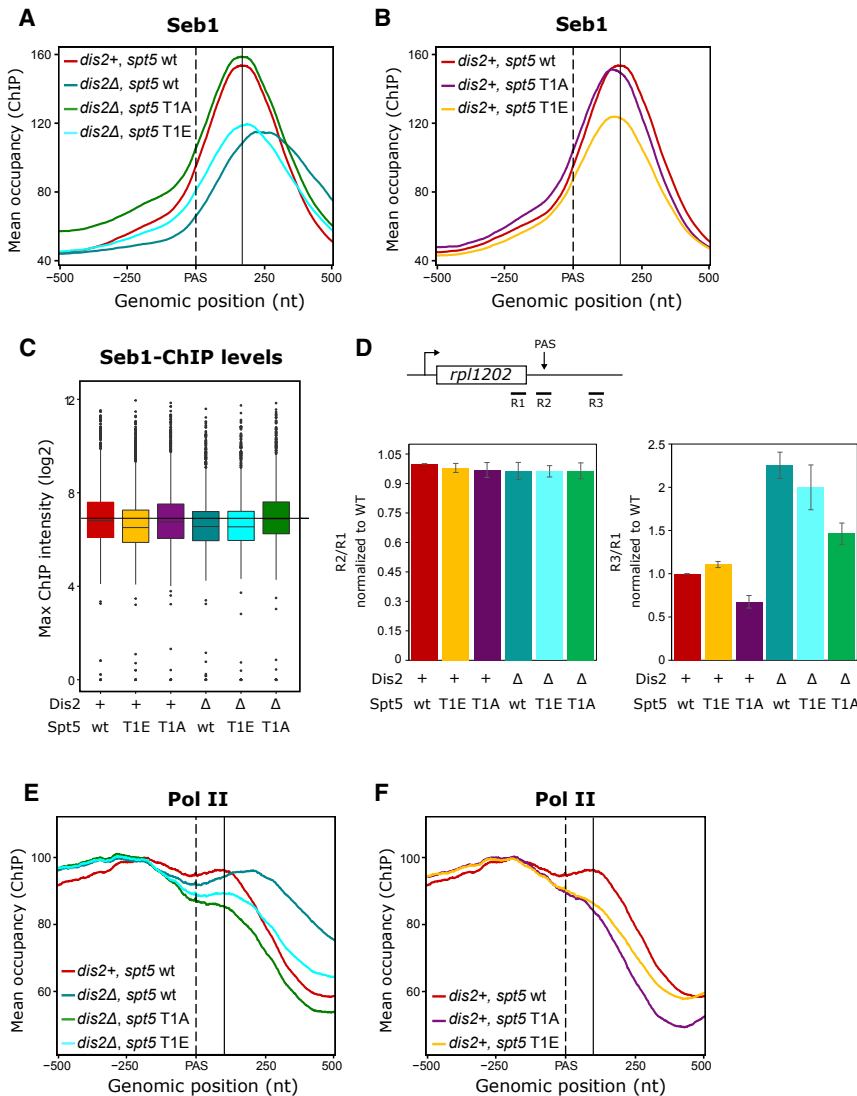 A
Seb1
Mean occupancy (ChIP)
160
120
80
40
dis2+, spt5 wt
dis2Δ, spt5 wt
dis2Δ, spt5 T1A
dis2Δ, spt5 T1E
−500
−250
PAS
250
500
Genomic position (nt)
B
Seb1
Mean occupancy (ChIP)
160
120
80
40
dis2+, spt5 wt
dis2+, spt5 T1A
dis2+, spt5 T1E
−500
−250
PAS
250
500
Genomic position (nt)
C
Seb1-ChIP levels
Max ChIP intensity (log2)
12
8
4
0
Dis2 + + + Δ Δ Δ
Spt5 wt T1E T1A wt T1E T1A
D
PAS
rpl1202
R1 R2 R3
R2/R1
normalized to WT
1.05
0.9
0.75
0.6
0.45
0.3
0.15
0
Dis2 + + + Δ Δ Δ
Spt5 wt T1E T1A wt T1E T1A
R3/R1
normalized to WT
2.5
2.0
1.5
1.0
0.5
0
+ + + Δ Δ Δ
wt T1E T1A wt T1E T1A
E
Pol II
Mean occupancy (ChIP)
100
80
60
dis2+, spt5 wt
dis2Δ, spt5 wt
dis2Δ, spt5 T1A
dis2Δ, spt5 T1E
−500
−250
PAS
250
500
Genomic position (nt)
F
Pol II
Mean occupancy (ChIP)
100
80
60
dis2+, spt5 wt
dis2+, spt5 T1A
dis2+, spt5 T1E
−500
−250
PAS
250
500
Genomic position (nt)